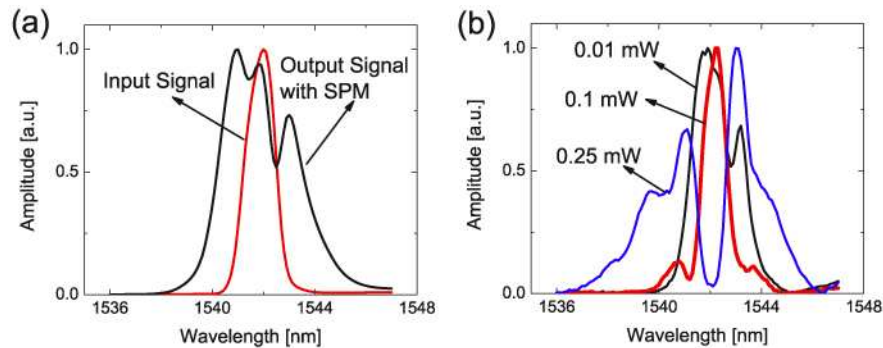 (a)
Amplitude [a.u.]
1.0
0.5
0.0
Input Signal
Output Signal
with SPM
1536
1540
1544
1548
Wavelength [nm]
(b)
Amplitude [a.u.]
1.0
0.5
0.0
0.01 mW
0.1 mW
0.25 mW
1536
1540
1544
1548
Wavelength [nm]